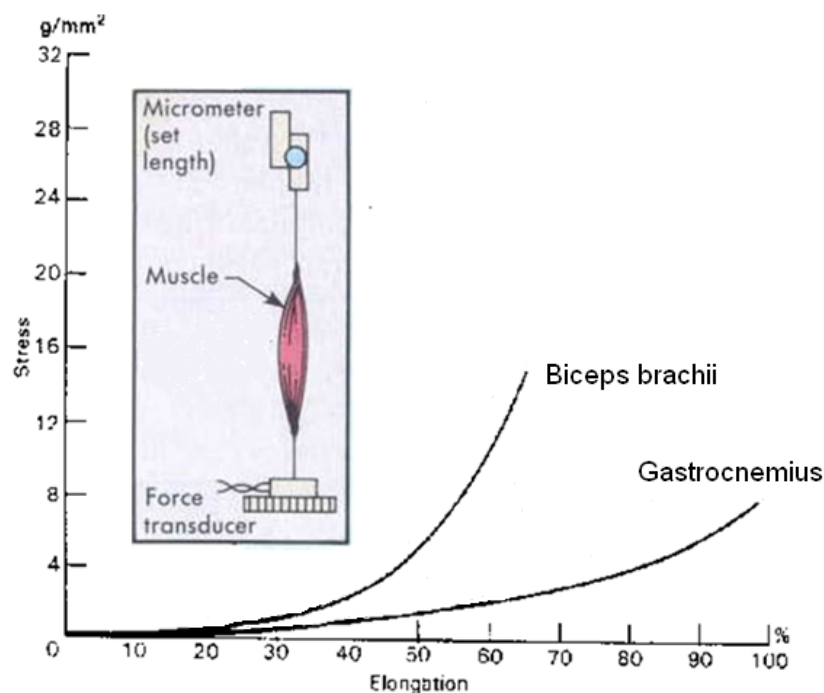 g/mm²
32
28
24
20
16
12
8
4
0
Stress
Micrometer
(set
length)
Muscle
Force
transducer
Biceps brachii
Gastrocnemius
10 20 30 40 50 60 70 80 90 100 %
Elongation